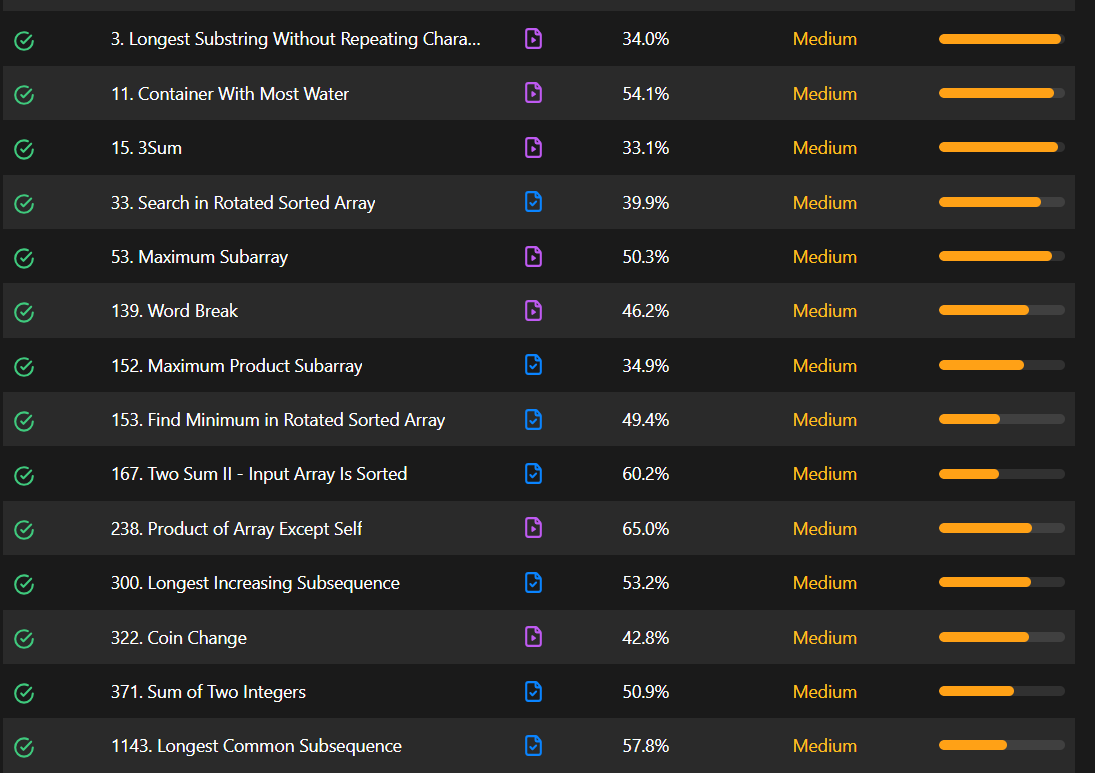 3. Longest Substring Without Repeating Chara... 34.0% Medium
11. Container With Most Water 54.1% Medium
15. 3Sum 33.1% Medium
33. Search in Rotated Sorted Array 39.9% Medium
53. Maximum Subarray 50.3% Medium
139. Word Break 46.2% Medium
152. Maximum Product Subarray 34.9% Medium
153. Find Minimum in Rotated Sorted Array 49.4% Medium
167. Two Sum II - Input Array Is Sorted 60.2% Medium
238. Product of Array Except Self 65.0% Medium
300. Longest Increasing Subsequence 53.2% Medium
322. Coin Change 42.8% Medium
371. Sum of Two Integers 50.9% Medium
1143. Longest Common Subsequence 57.8% Medium